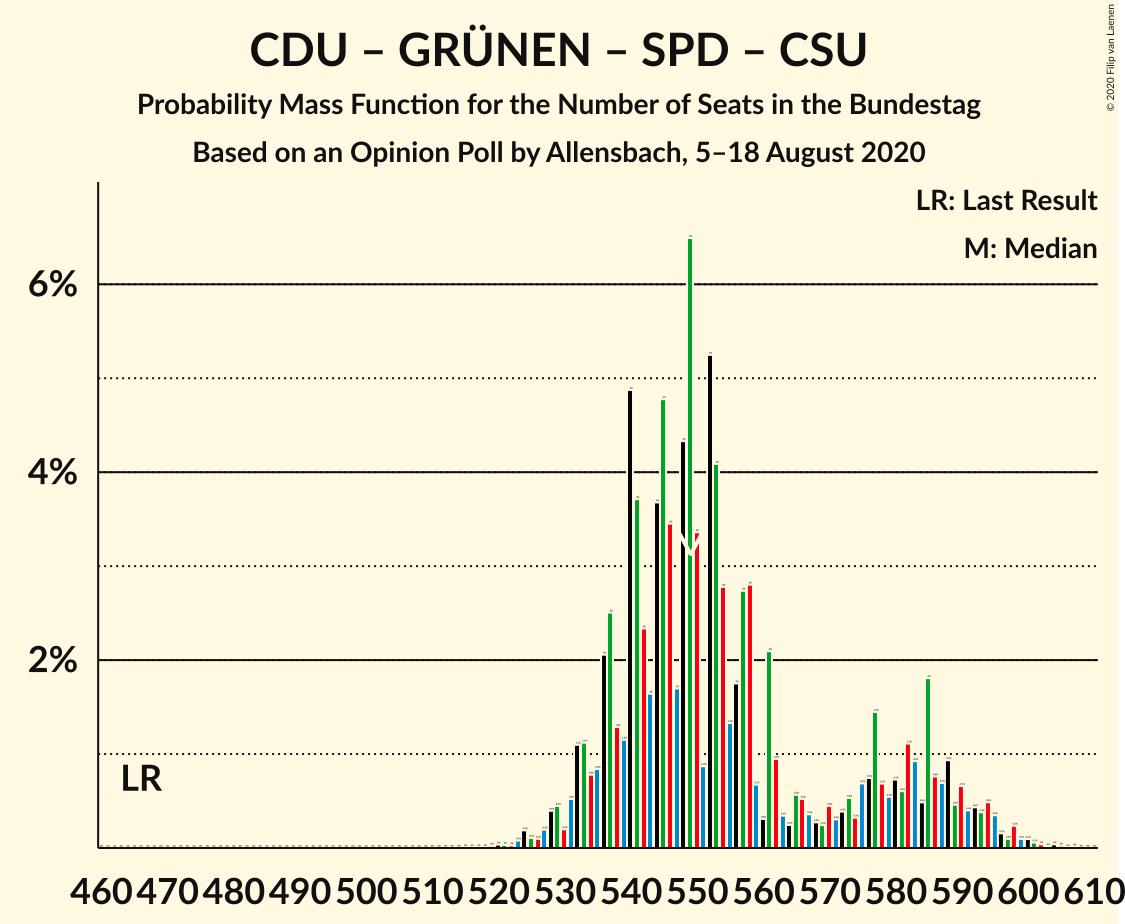 CDU – GRÜNEN – SPD – CSU
Probability Mass Function for the Number of Seats in the Bundestag
Based on an Opinion Poll by Allensbach, 5–18 August 2020
© 2020 Filip van Laenen
LR: Last Result
M: Median
6%
4%
2%
LR
M
460 470 480 490 500 510 520 530 540 550 560 570 580 590 600 610